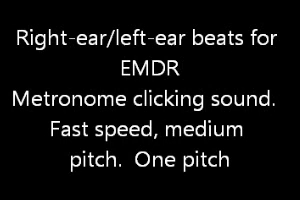 Right-ear/left-ear beats for
EMDR
Metronome clicking sound.
Fast speed, medium
pitch.  One pitch